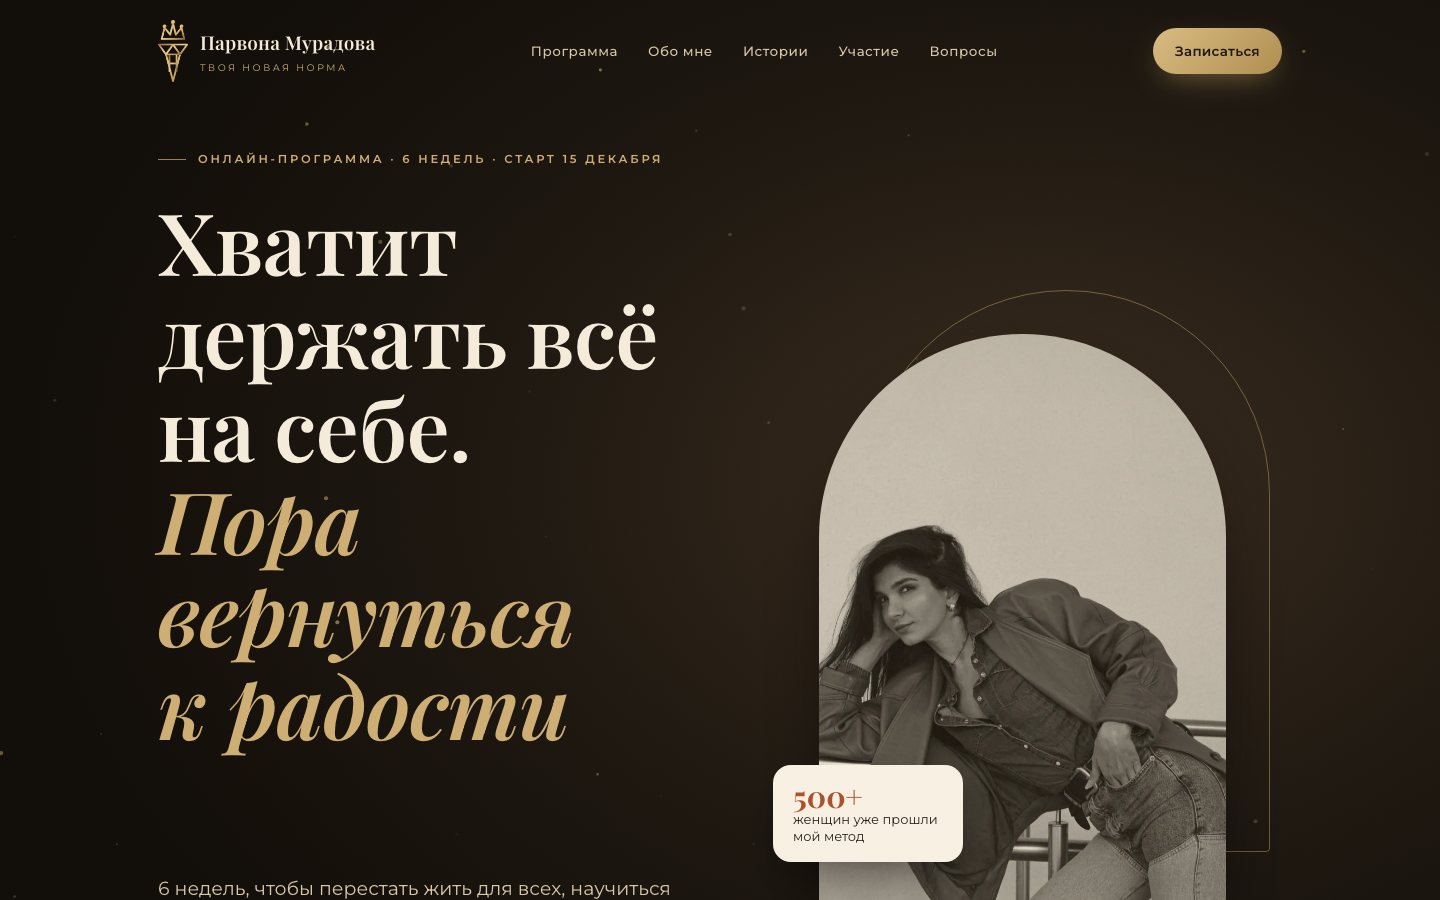 Парвона Мурадова
ТВОЯ НОВАЯ НОРМА
Программа
Обо мне
Истории
Участие
Вопросы
Записаться
ОНЛАЙН-ПРОГРАММА · 6 НЕДЕЛЬ · СТАРТ 15 ДЕКАБРЯ
Хватит
держать всё
на себе.
Пора
вернуться
к радости
500+
женщин уже прошли
мой метод
6 недель, чтобы перестать жить для всех, научиться